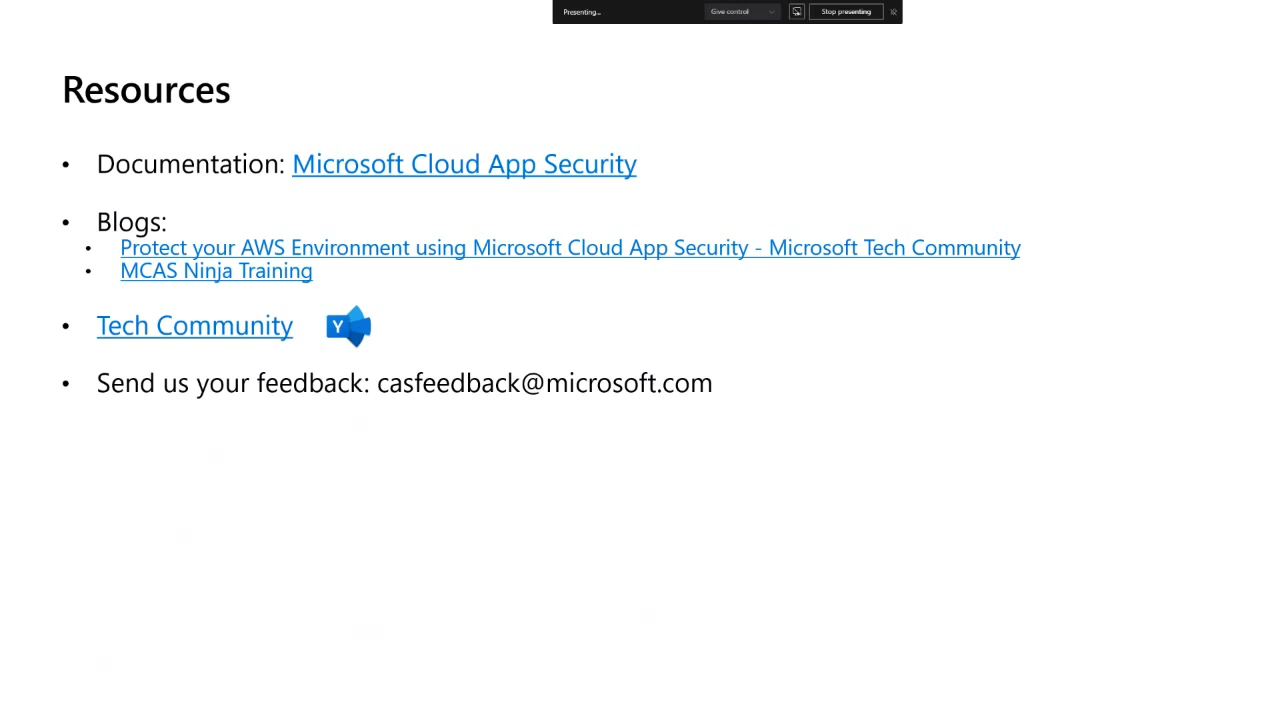 Presenting...
Give control
Stop presenting
Resources
• Documentation: Microsoft Cloud App Security
• Blogs:
• Protect your AWS Environment using Microsoft Cloud App Security - Microsoft Tech Community
• MCAS Ninja Training
• Tech Community
Y
• Send us your feedback: casfeedback@microsoft.com